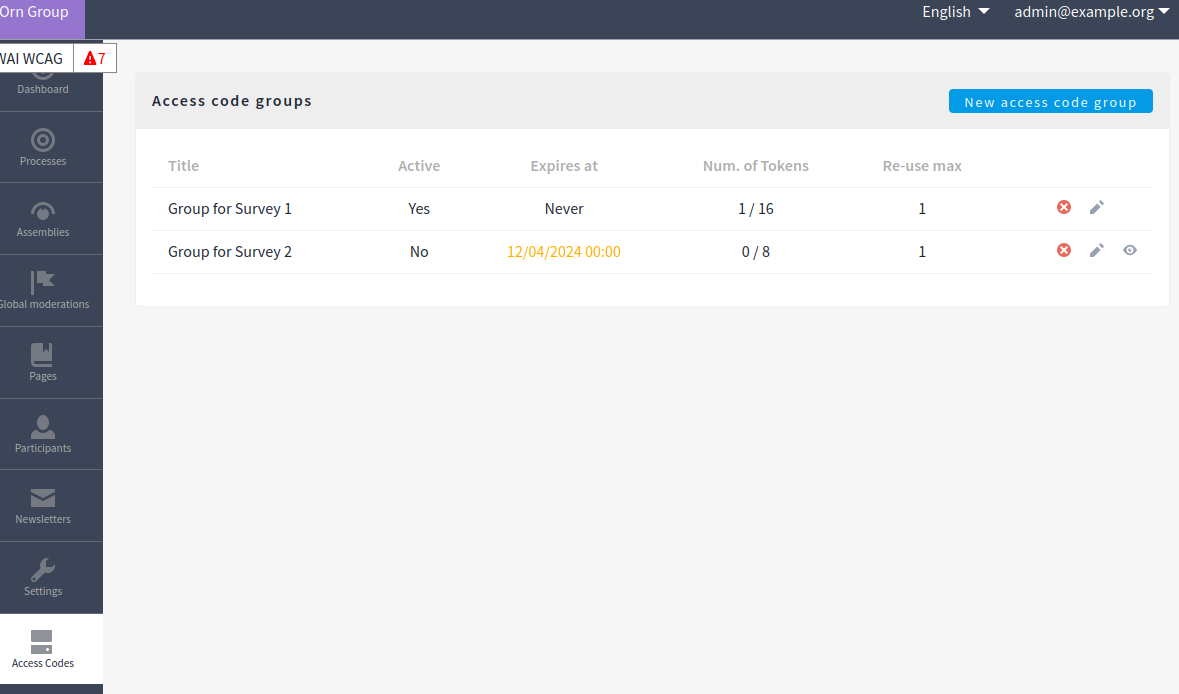 Orn Group
English
admin@example.org
WAI WCAG
7
Dashboard
Processes
Assemblies
Global moderations
Pages
Participants
Newsletters
Settings
Access Codes
Access code groups
New access code group
Title Active Expires at Num. of Tokens Re-use max
Group for Survey 1 Yes Never 1 / 16 1
Group for Survey 2 No 12/04/2024 00:00 0 / 8 1